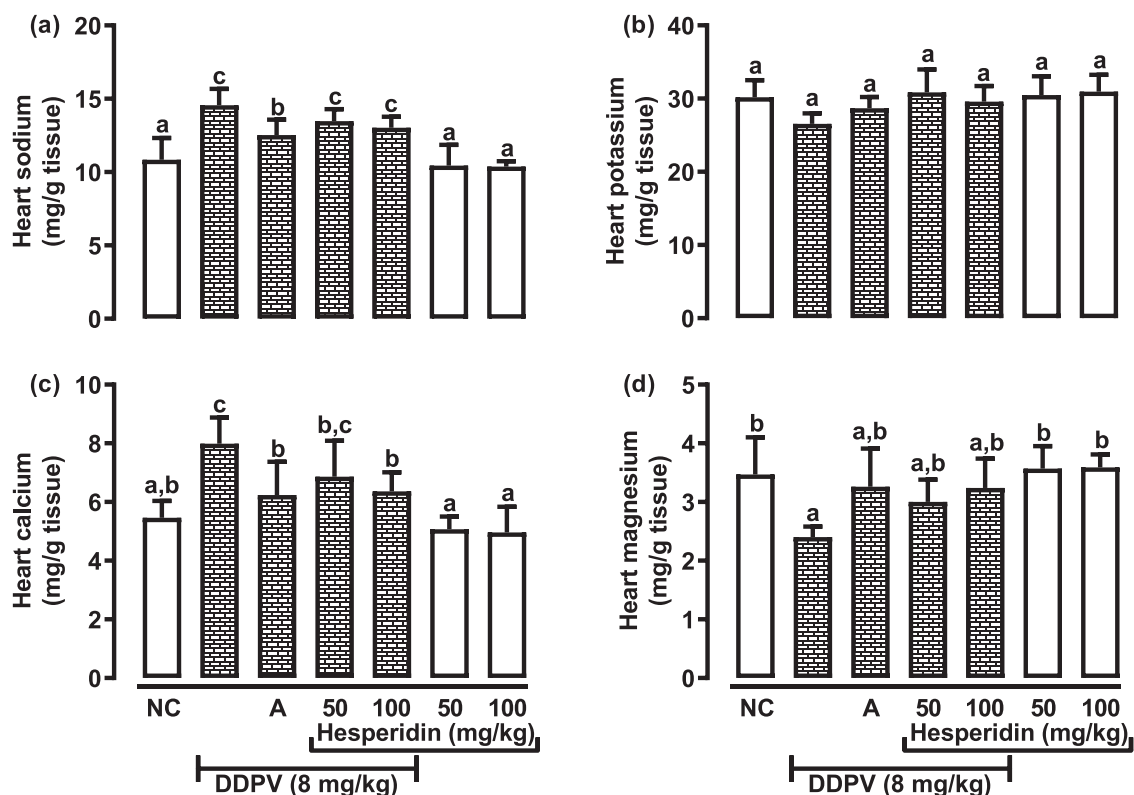 (a)
Heart sodium
(mg/g tissue)
20
15
10
5
0
a
c
b
c
c
a
a
(b)
Heart potassium
(mg/g tissue)
40
30
20
10
0
a
a
a
a
a
a
a
(c)
Heart calcium
(mg/g tissue)
10
8
6
4
2
0
a,b
c
b
b,c
b
a
a
NC A 50 100 50 100
Hesperidin (mg/kg)
DDPV (8 mg/kg)
(d)
Heart magnesium
(mg/g tissue)
5
4
3
2
1
0
b
a
a,b
a,b
a,b
b
b
NC A 50 100 50 100
Hesperidin (mg/kg)
DDPV (8 mg/kg)